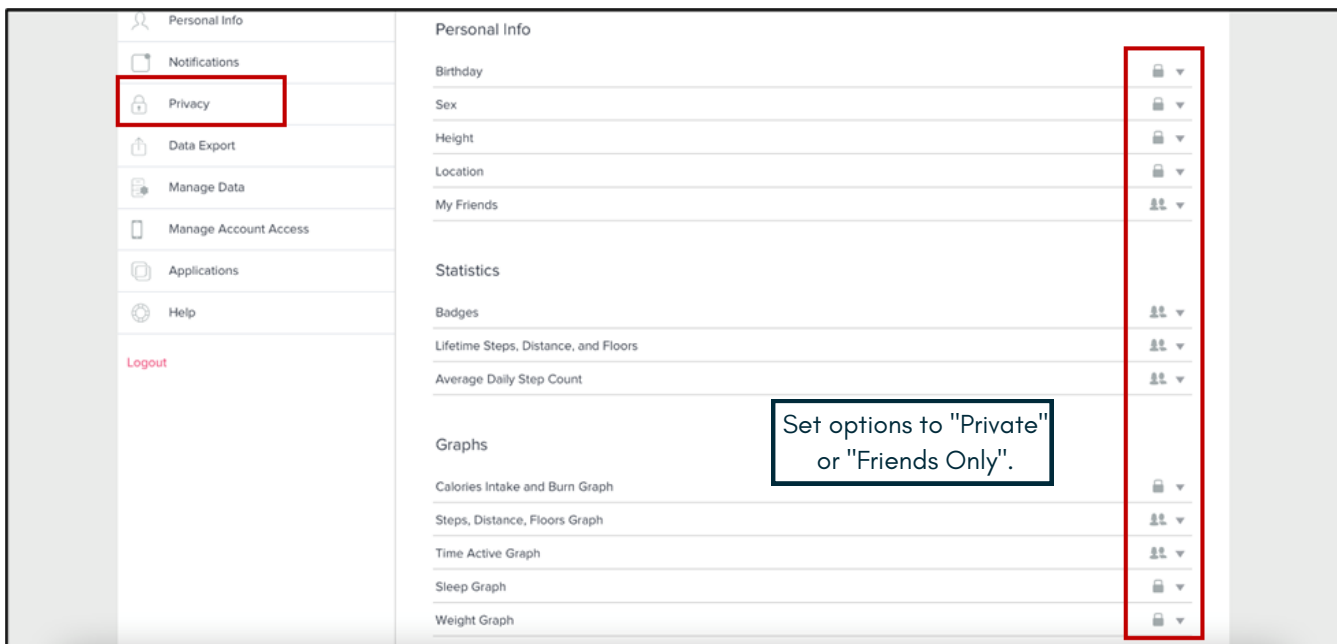 Personal Info
Notifications
Privacy
Data Export
Manage Data
Manage Account Access
Applications
Help
Logout
Personal Info
Birthday
Sex
Height
Location
My Friends
Statistics
Badges
Lifetime Steps, Distance, and Floors
Average Daily Step Count
Set options to "Private"
or "Friends Only".
Graphs
Calories Intake and Burn Graph
Steps, Distance, Floors Graph
Time Active Graph
Sleep Graph
Weight Graph